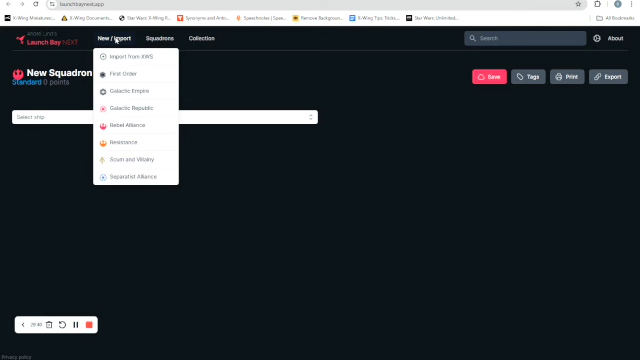 launchbaynext.app
X-Wing Miniatures... X-Wing Documents... Star Wars X-Wing R... Synonyms and Anton... Speechnotes | Speec... Remove Backgroun... X-Wing Tips, Tricks... Star Wars: Unlimited... All Bookmarks
Launch Bay NEXT
New / Import Squadrons Collection Search About
Import from XWS
First Order
Galactic Empire
Galactic Republic
Rebel Alliance
Resistance
Scum and Villainy
Separatist Alliance
New Squadron
Standard 0 points
Save Tags Print Export
Select ship
Privacy policy